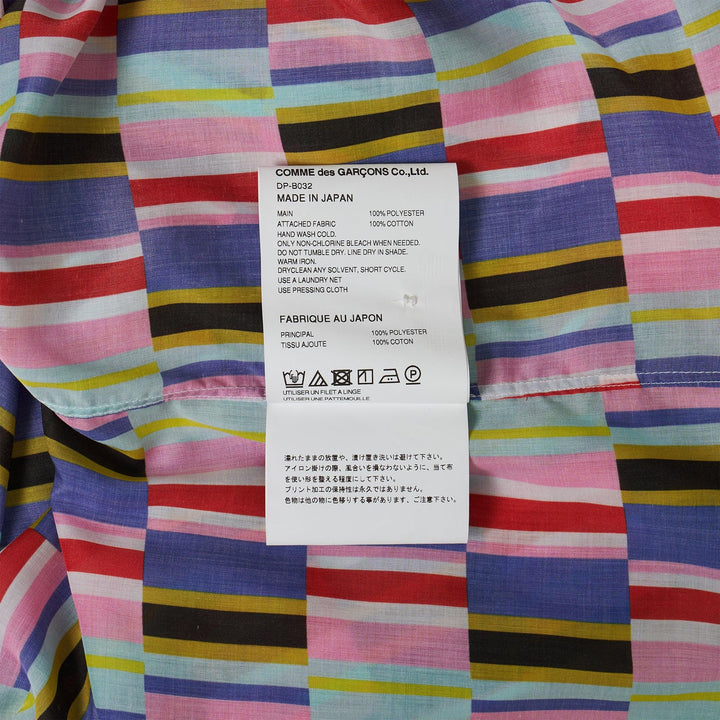 COMME des GARÇONS Co.,Ltd.
DP-B032
MADE IN JAPAN
MAIN 100% POLYESTER
ATTACHED FABRIC 100% COTTON
HAND WASH COLD.
ONLY NON-CHLORINE BLEACH WHEN NEEDED.
DO NOT TUMBLE DRY. LINE DRY IN SHADE.
WARM IRON.
DRYCLEAN ANY SOLVENT, SHORT CYCLE.
USE A LAUNDRY NET
USE PRESSING CLOTH
FABRIQUE AU JAPON
PRINCIPAL 100% POLYESTER
TISSU AJOUTE 100% COTON
UTILISER UN FILET A LINGE
UTILISER UNE PATTEMOUILLE
濡れたままの放置や、漬け置き洗いは避けて下さい。
アイロン掛けの際、風合いを損なわないように、当て布
を使い形を整える程度にして下さい。
プリント加工の保持性は永久ではありません。
色物は他の物に色移りする事があります、ご注意下さい。